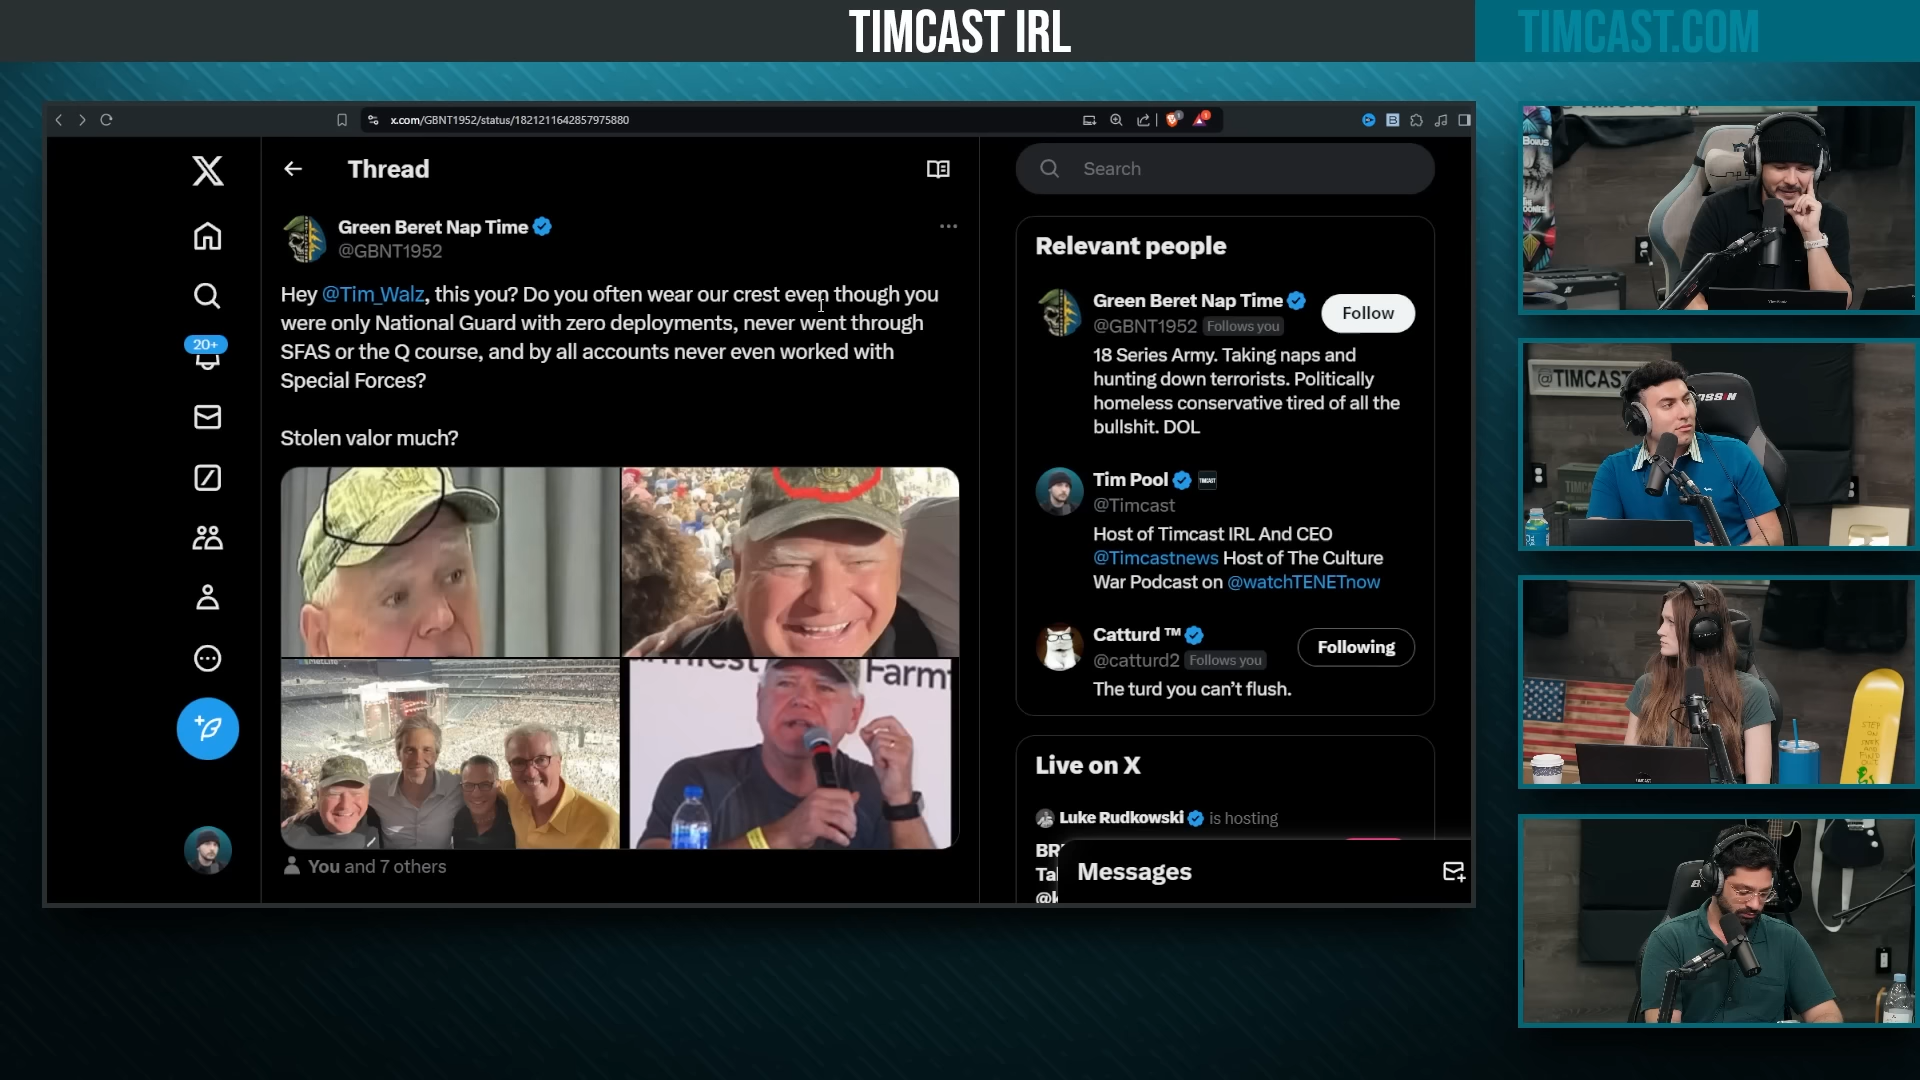 TIMCAST IRL
TIMCAST.COM
x.com/GBNT1952/status/1821211642857975880
Thread
Green Beret Nap Time
@GBNT1952
Hey @Tim_Walz, this you? Do you often wear our crest even though you
were only National Guard with zero deployments, never went through
SFAS or the Q course, and by all accounts never even worked with
Special Forces?
Stolen valor much?
20+
Farm
You and 7 others
Search
Relevant people
Green Beret Nap Time
@GBNT1952 Follows you
Follow
18 Series Army. Taking naps and
hunting down terrorists. Politically
homeless conservative tired of all the
bullshit. DOL
Tim Pool
@Timcast
Host of Timcast IRL And CEO
@Timcastnews Host of The Culture
War Podcast on @watchTENETnow
Catturd ™
@catturd2 Follows you
Following
The turd you can't flush.
Live on X
Luke Rudkowski is hosting
BR
Ta
@k
Messages
@TIMCAST